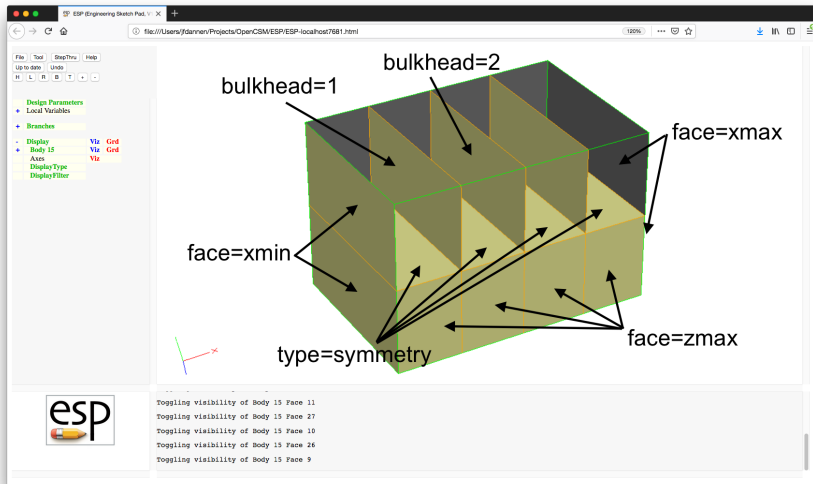 ESP (Engineering Sketch Pad, V1
file:///Users/jfdannen/Projects/OpenCSM/ESP/ESP-localhost7681.html
120%
File Tool StepThru Help
Up to date Undo
H L R B T + -
Design Parameters
+ Local Variables
+ Branches
- Display Viz Grd
+ Body 15 Viz Grd
Axes Viz
DisplayType
DisplayFilter
bulkhead=1
bulkhead=2
face=xmax
face=xmin
face=zmax
type=symmetry
x
esp
Toggling visibility of Body 15 Face 11
Toggling visibility of Body 15 Face 27
Toggling visibility of Body 15 Face 10
Toggling visibility of Body 15 Face 26
Toggling visibility of Body 15 Face 9